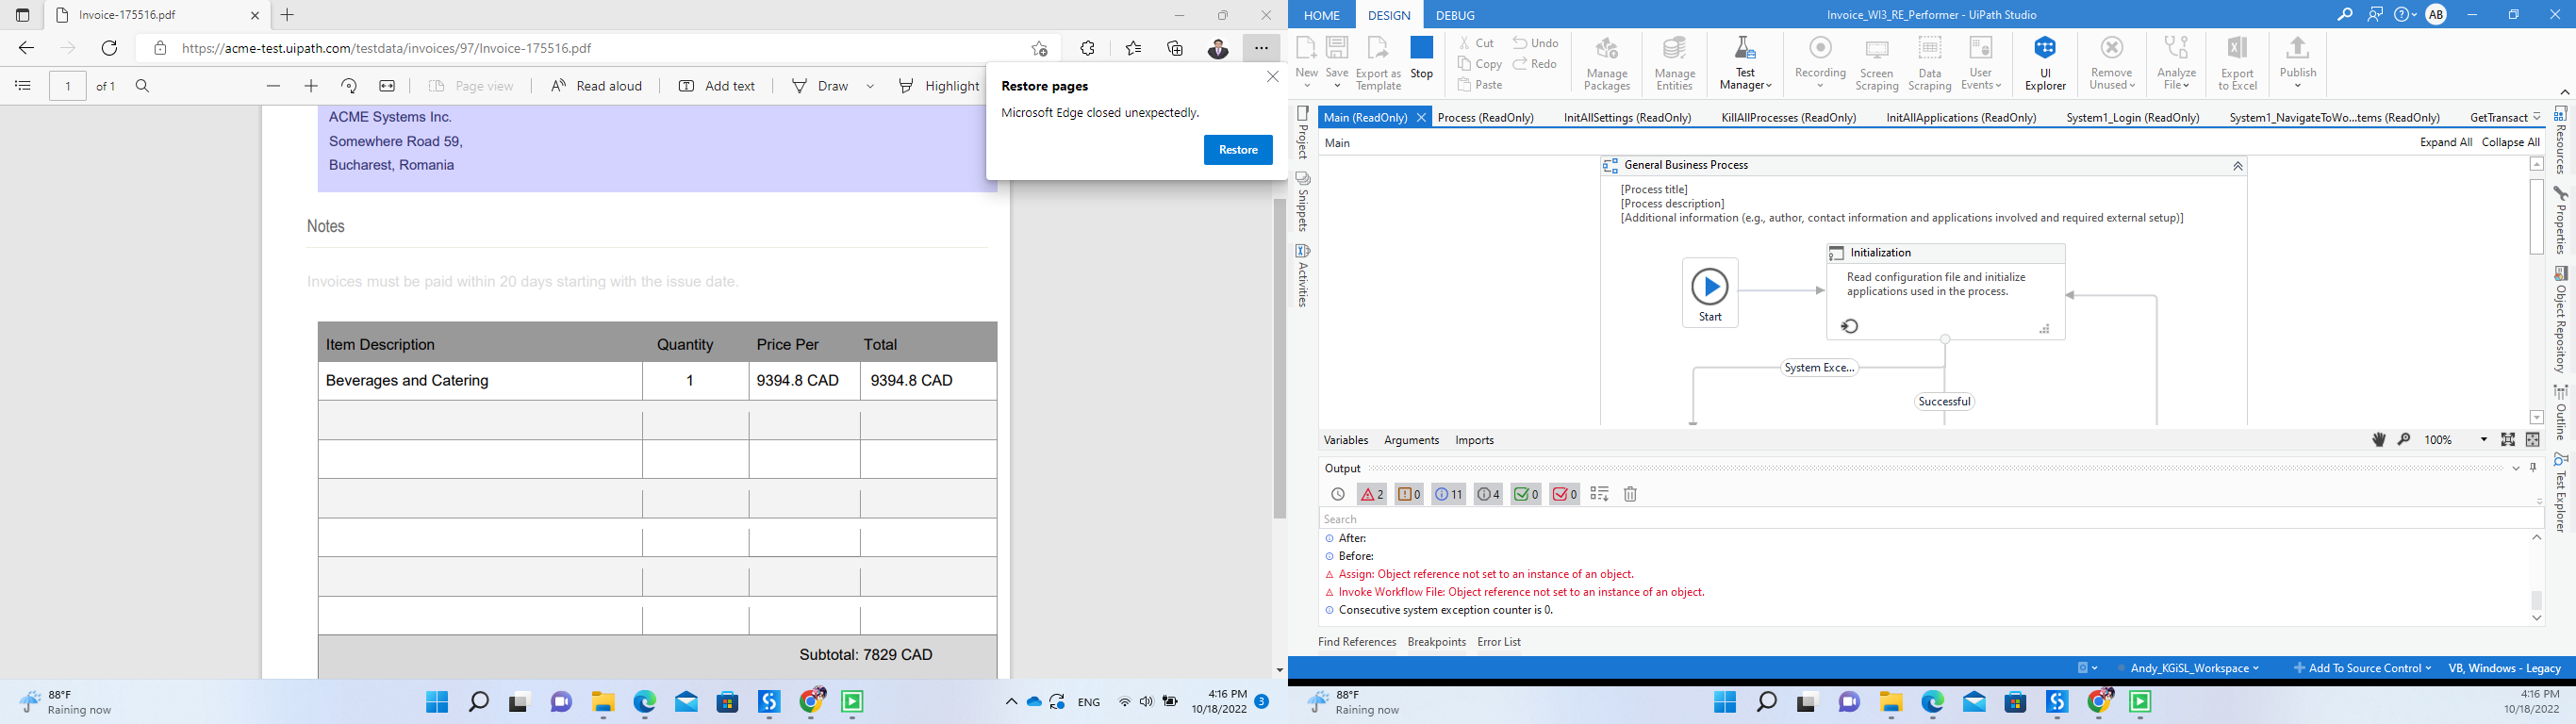 Invoice-175516.pdf
https://acme-test.uipath.com/testdata/invoices/97/Invoice-175516.pdf
1 of 1
Page view
Read aloud
Add text
Draw
Highlight
Restore pages
Microsoft Edge closed unexpectedly.
Restore
ACME Systems Inc.
Somewhere Road 59,
Bucharest, Romania
Notes
Invoices must be paid within 20 days starting with the issue date.
Item Description Quantity Price Per Total
Beverages and Catering 1 9394.8 CAD 9394.8 CAD
Subtotal: 7829 CAD
88°F
Raining now
ENG
4:16 PM
10/18/2022
3
HOME DESIGN DEBUG
Invoice_WI3_RE_Performer - UiPath Studio
AB
New
Save
Export as Template
Stop
Cut
Copy
Paste
Undo
Redo
Manage Packages
Manage Entities
Test Manager
Recording
Screen Scraping
Data Scraping
User Events
UI Explorer
Remove Unused
Analyze File
Export to Excel
Publish
Main (ReadOnly) Process (ReadOnly) InitAllSettings (ReadOnly) KillAllProcesses (ReadOnly) InitAllApplications (ReadOnly) System1_Login (ReadOnly) System1_NavigateToWo...tems (ReadOnly) GetTransact
Main
Expand All Collapse All
Project
Snippets
Activities
General Business Process
[Process title]
[Process description]
[Additional information (e.g., author, contact information and applications involved and required external setup)]
Start
Initialization
Read configuration file and initialize
applications used in the process.
System Exce...
Successful
Resources
Properties
Object Repository
Outline
Test Explorer
Variables Arguments Imports
100%
Output
2 0 11 4 0 0
Search
After:
Before:
Assign: Object reference not set to an instance of an object.
Invoke Workflow File: Object reference not set to an instance of an object.
Consecutive system exception counter is 0.
Find References Breakpoints Error List
Andy_KGiSL_Workspace
Add To Source Control
VB, Windows - Legacy
88°F
Raining now
4:16 PM
10/18/2022